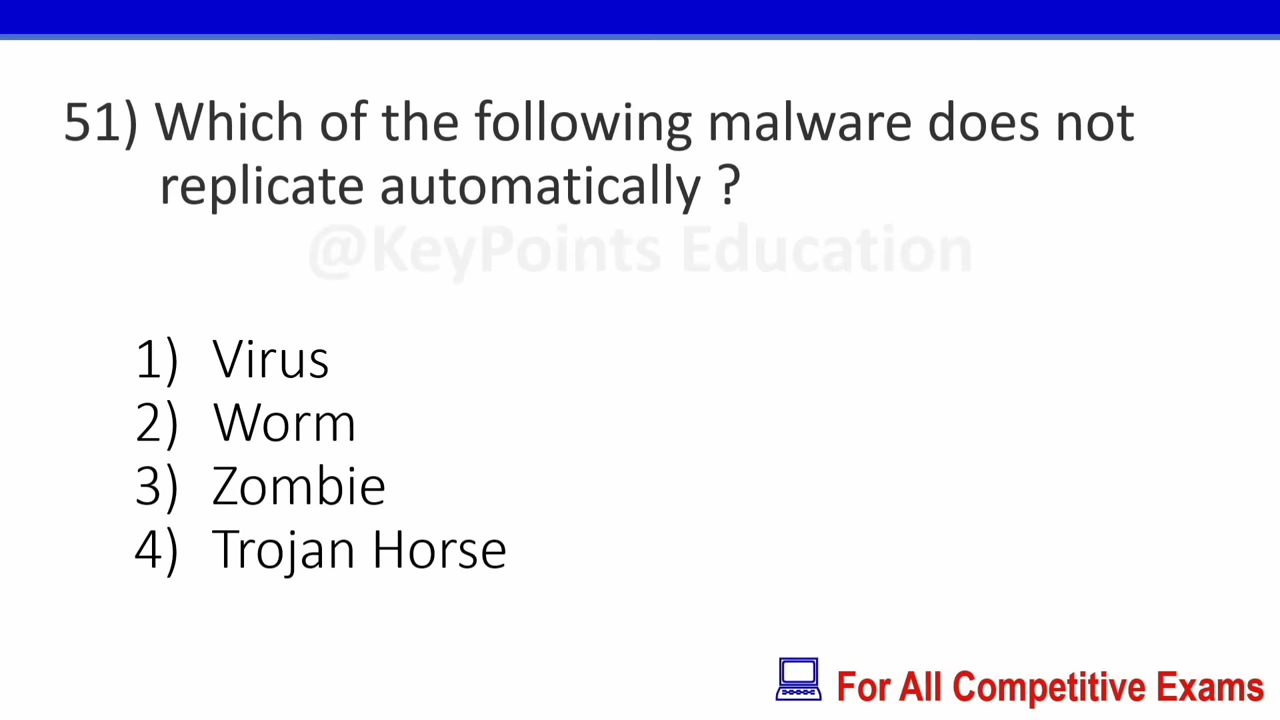 51) Which of the following malware does not
replicate automatically ?
@KeyPoints Education
1) Virus
2) Worm
3) Zombie
4) Trojan Horse
For All Competitive Exams